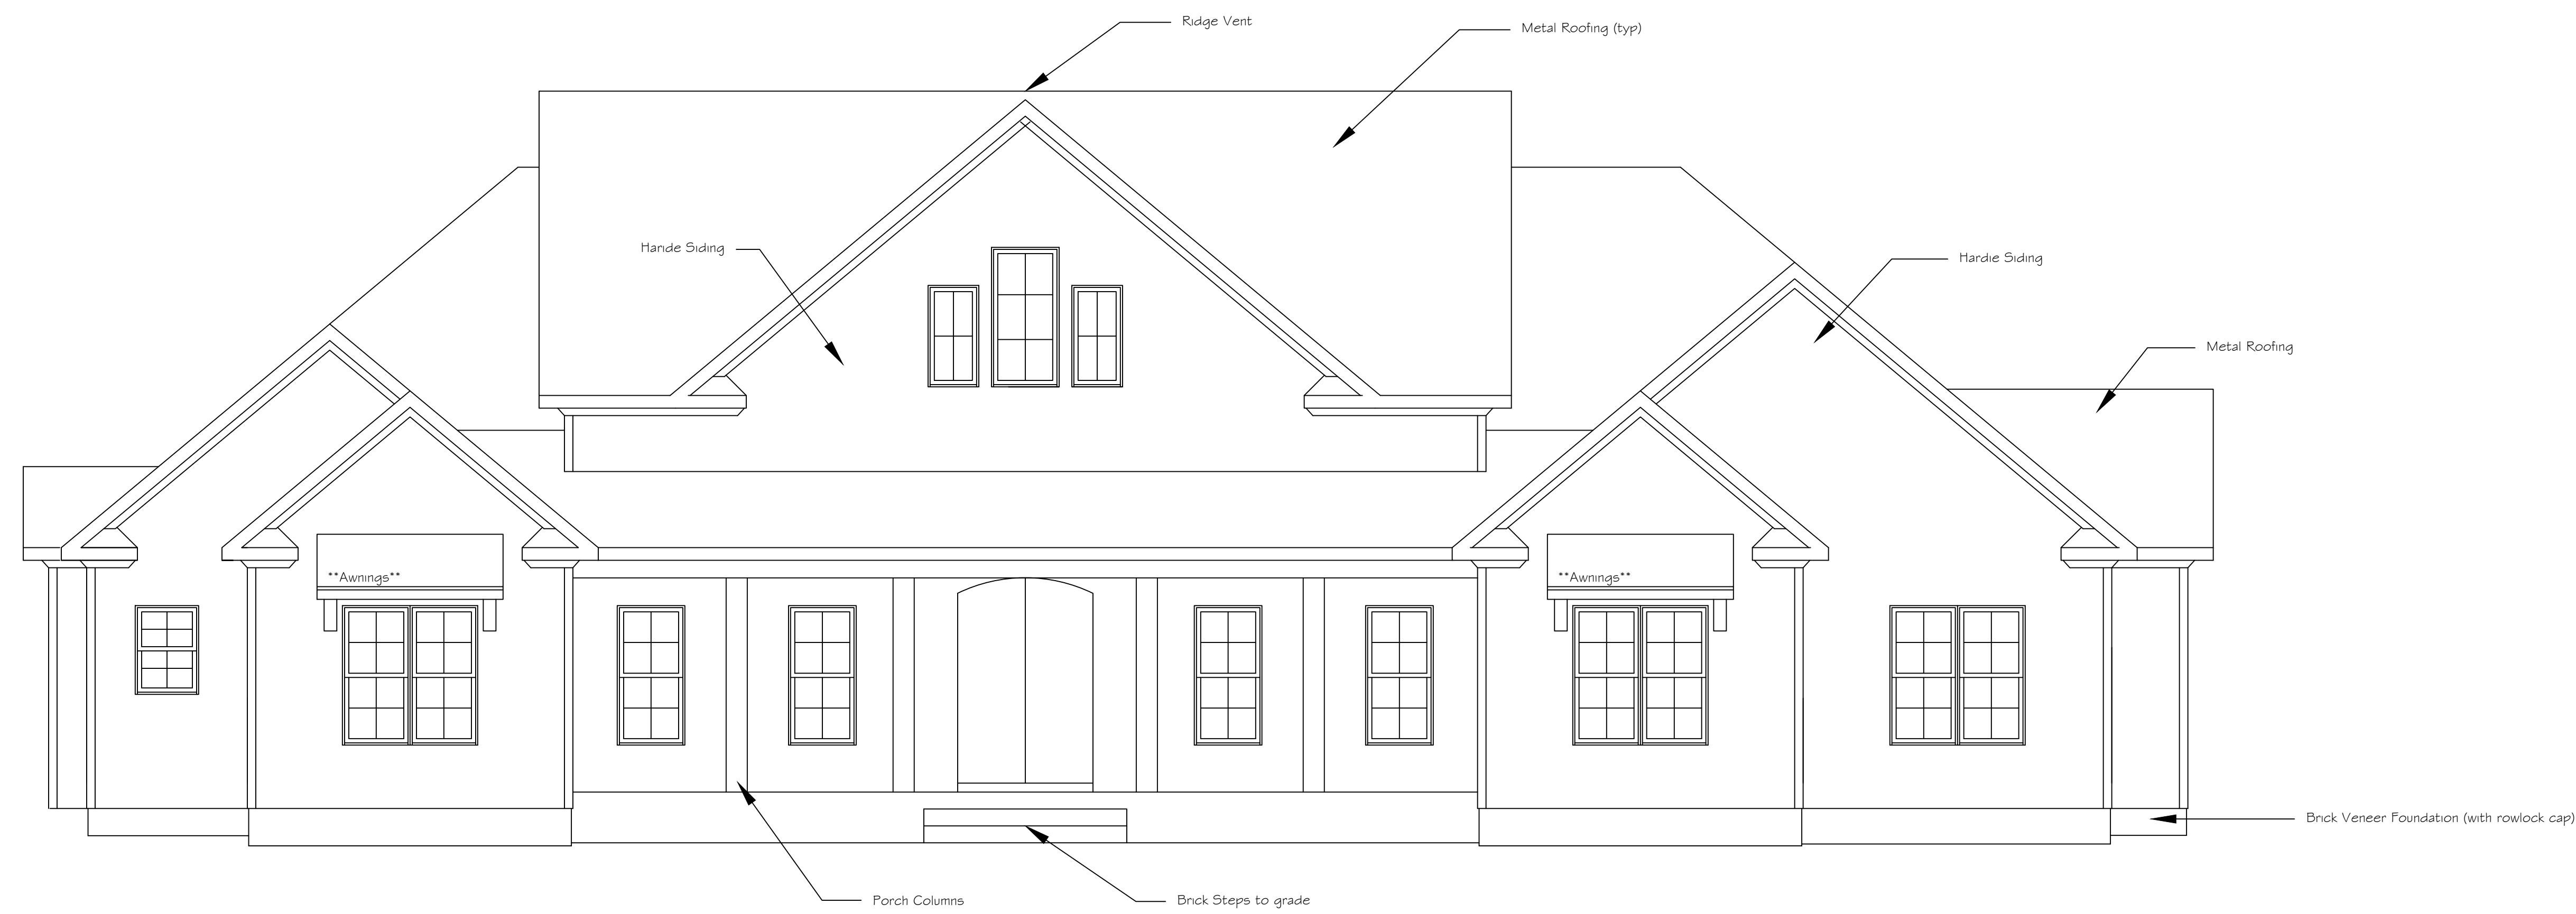 Ridge Vent
Metal Roofing (typ)
Haride Siding
Hardie Siding
Metal Roofing
**Awnings**
**Awnings**
Brick Veneer Foundation (with rowlock cap)
Porch Columns
Brick Steps to grade